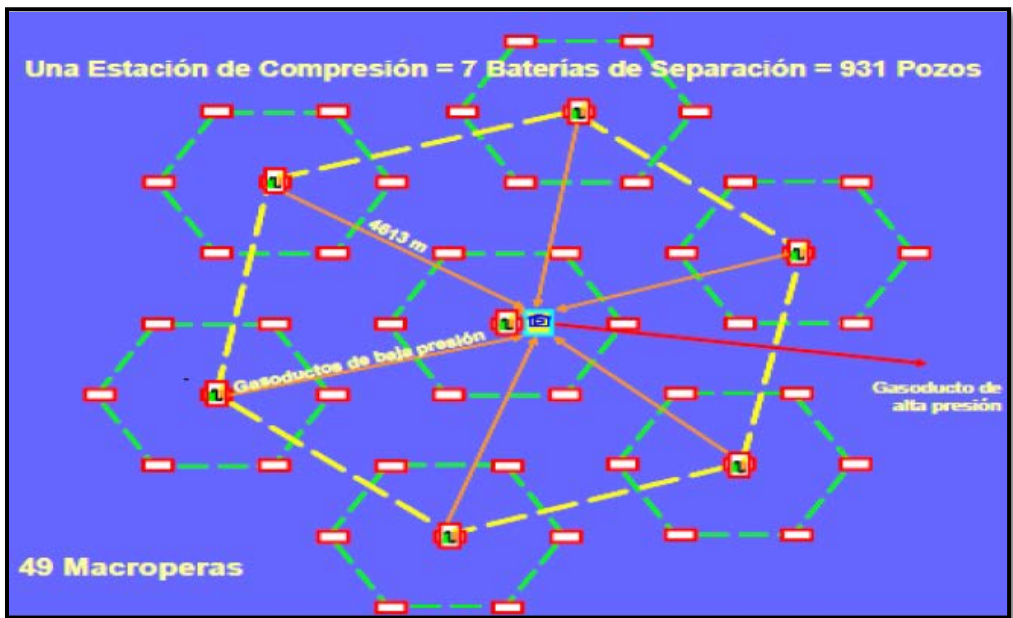 Una Estación de Compresión = 7 Baterías de Separación = 931 Pozos
4613 m
Gasoductos de baja presión
Gasoducto de
alta presión
49 Macroperas